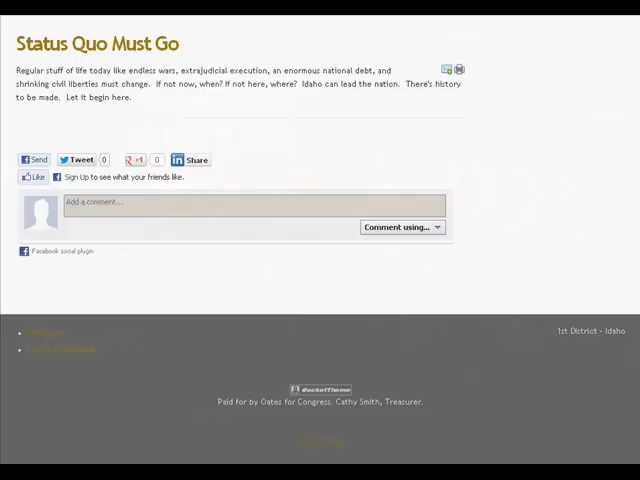 Status Quo Must Go
Regular stuff of life today like endless wars, extrajudicial execution, an enormous national debt, and
shrinking civil liberties must change. If not now, when? If not here, where? Idaho can lead the nation. There's history
to be made. Let it begin here.
Send Tweet 0 +1 0 in Share
Like Sign Up to see what your friends like.
Add a comment...
Comment using...
Facebook social plugin
1st District - Idaho
RocketTheme
Paid for by Oates for Congress. Cathy Smith, Treasurer.